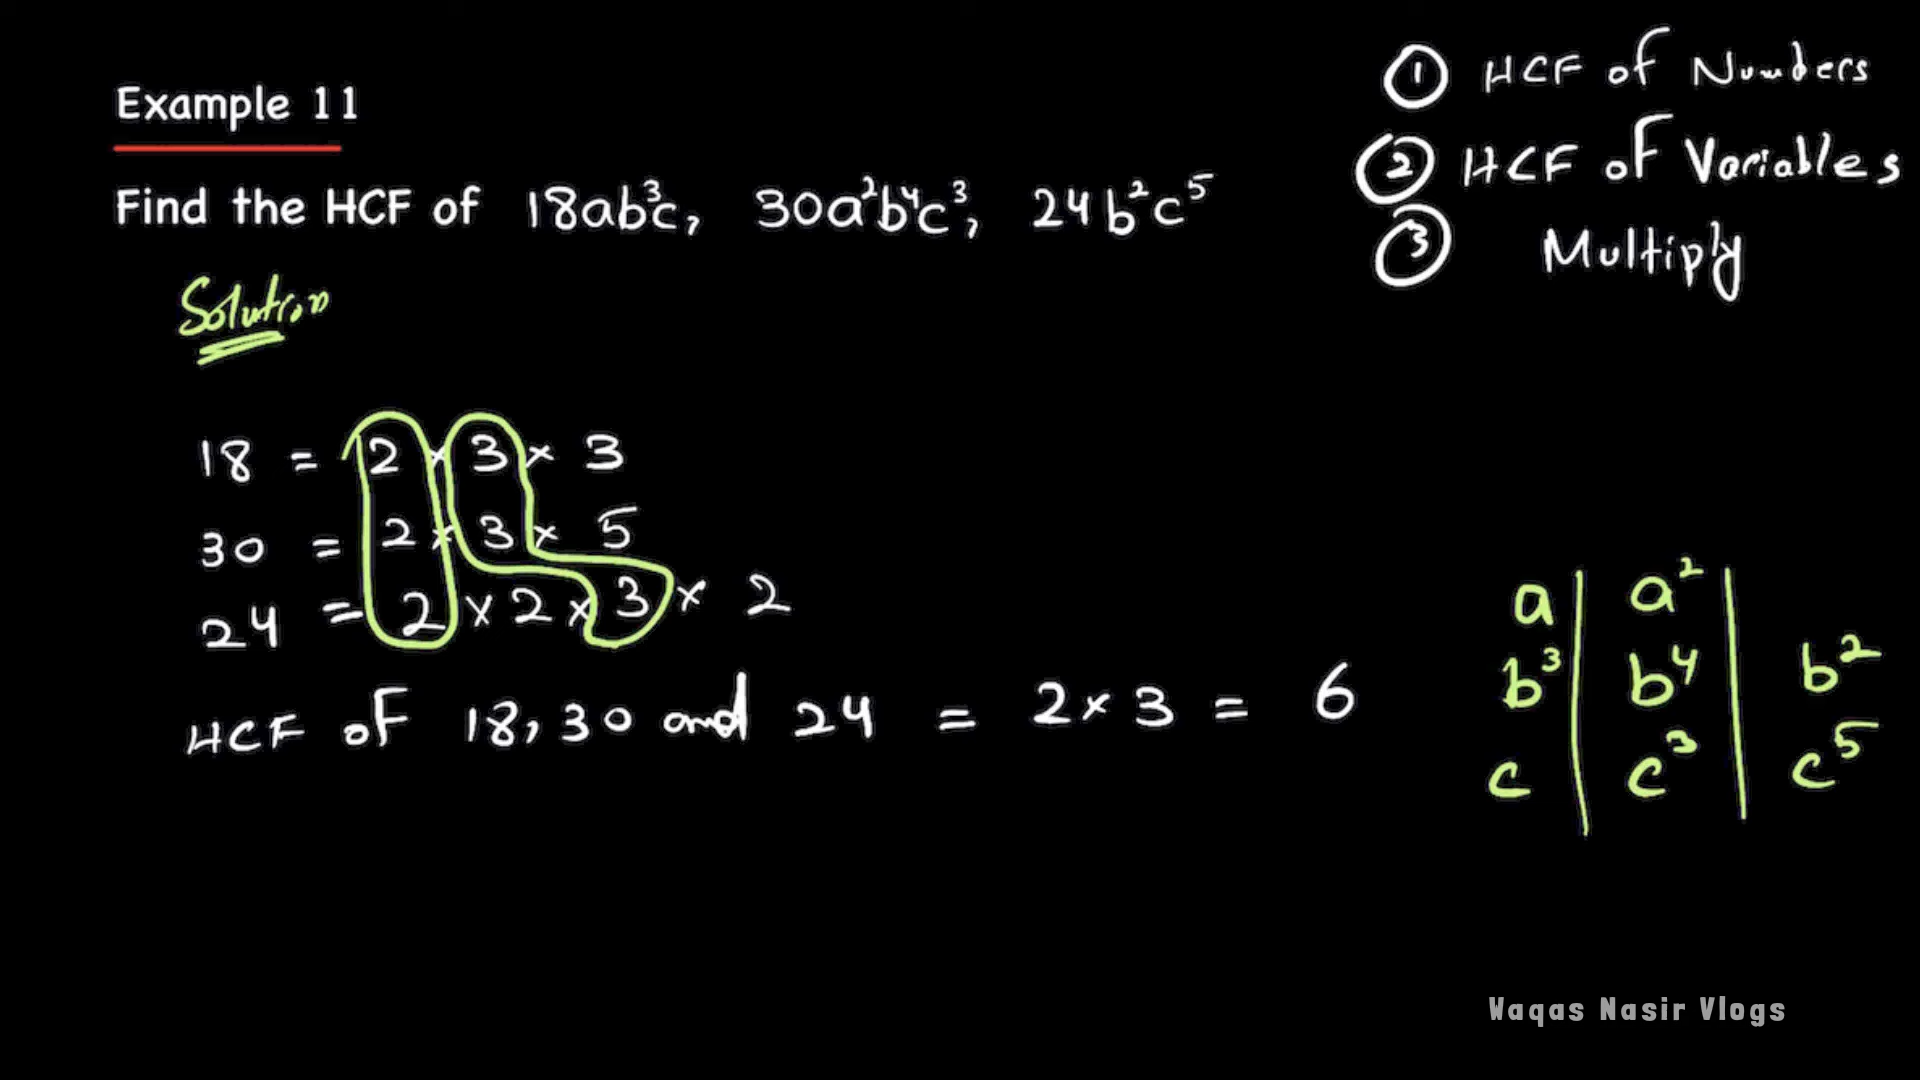 Example 11
Find the HCF of 18ab³c, 30a²b⁴c³, 24b²c⁵
① HCF of Numbers
② HCF of Variables
③ Multiply
Solution
18 = 2 × 3 × 3
30 = 2 × 3 × 5
24 = 2 × 2 × 3 × 2
HCF of 18, 30 and 24 = 2 × 3 = 6
a | a² |
b³ | b⁴ | b²
c | c³ | c⁵
Waqas Nasir Vlogs